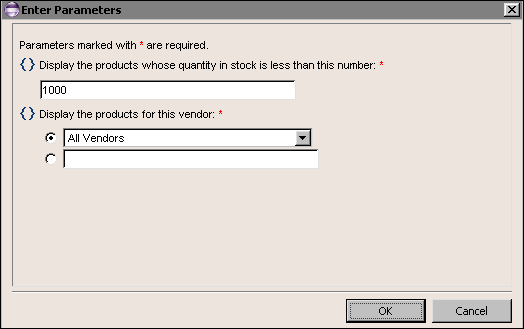 Enter Parameters
Parameters marked with * are required.
{} Display the products whose quantity in stock is less than this number: *
1000
{} Display the products for this vendor: *
All Vendors
OK Cancel